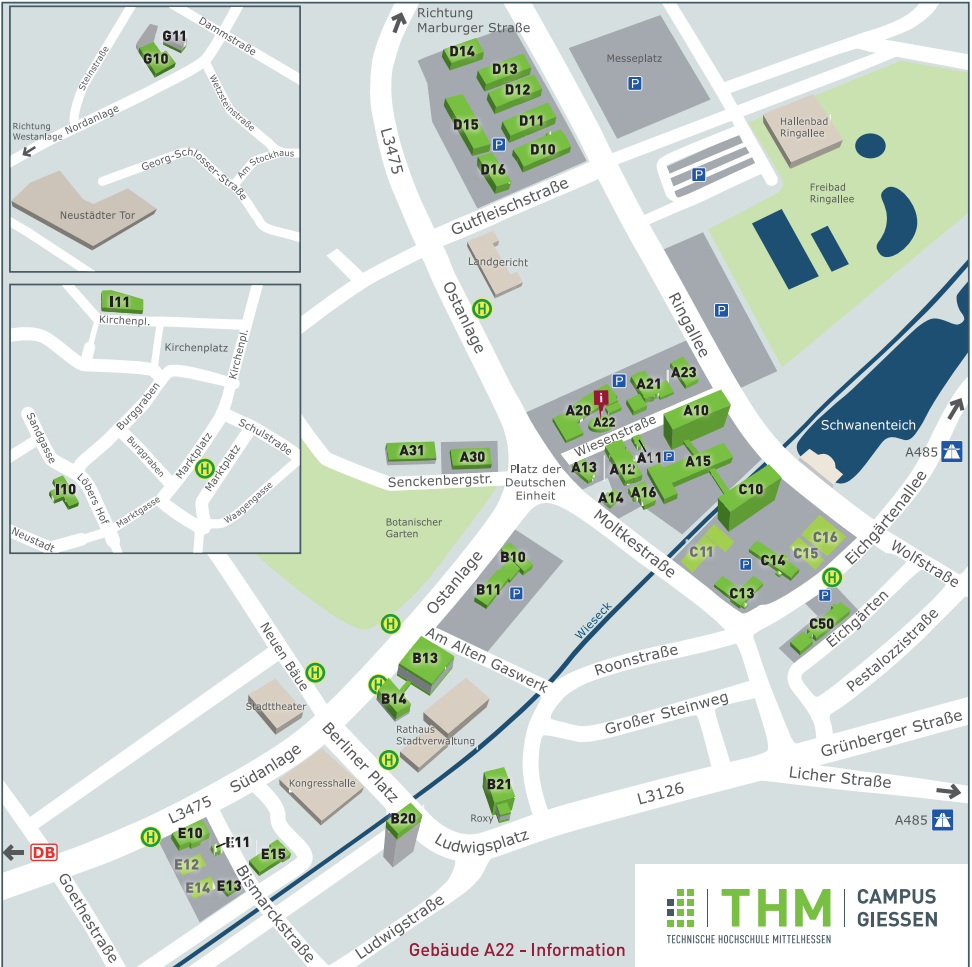 G11
G10
Dammstraße
Steinstraße
Wetzsteinstraße
Nordanlage
Richtung
Westanlage
Georg-Schlosser-Straße
Am Stockhaus
Neustädter Tor
I11
Kirchenpl.
Kirchenplatz
Kirchenpl.
Burggraben
Sandgasse
Burggraben
Marktplatz
Schulstraße
H
Marktplatz
I10
Löbers Hof
Marktgasse
Waagengasse
Neustadt
Richtung
Marburger Straße
D14
D13
D12
D15
D11
P
D10
D16
L3475
Gutfleischstraße
Messeplatz
P
Hallenbad
Ringallee
P
Freibad
Ringallee
Landgericht
H
Ostanlage
Ringallee
P
P
A21
A23
i
A20
A22
A10
Wiesenstraße
A31
A30
Senckenbergstr.
Platz der
Deutschen
Einheit
A13
A12
A11
P
A15
A14
A16
C10
Schwanenteich
A485
Moltkestraße
Botanischer
Garten
C11
C16
C15
C14
P
C13
Eichgärtenallee
Wolfstraße
H
P
C50
Eichgärten
Pestalozzistraße
Ostanlage
B10
B11
P
Wieseck
H
Am Alten Gaswerk
B13
H
B14
Neuen Bäue
H
Stadttheater
Rathaus
Stadtverwaltung
H
Roonstraße
Großer Steinweg
Grünberger Straße
Licher Straße
A485
L3126
Berliner Platz
Südanlage
L3475
Kongresshalle
B21
Roxy
B20
Ludwigsplatz
H
DB
E10
E11
E12
E15
E14
E13
Goethestraße
Bismarckstraße
Ludwigstraße
Gebäude A22 - Information
THM
TECHNISCHE HOCHSCHULE MITTELHESSEN
CAMPUS
GIESSEN